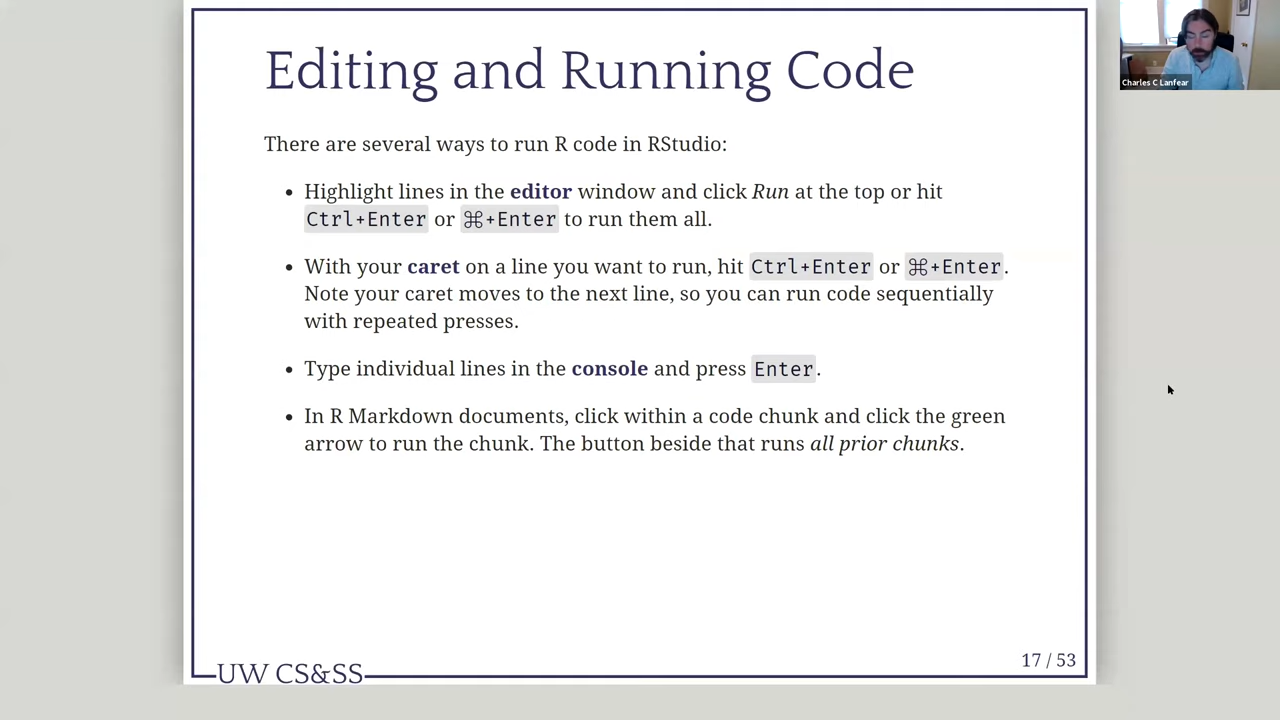 Editing and Running Code
There are several ways to run R code in RStudio:
• Highlight lines in the editor window and click Run at the top or hit
Ctrl+Enter or ⌘+Enter to run them all.
• With your caret on a line you want to run, hit Ctrl+Enter or ⌘+Enter.
Note your caret moves to the next line, so you can run code sequentially
with repeated presses.
• Type individual lines in the console and press Enter.
• In R Markdown documents, click within a code chunk and click the green
arrow to run the chunk. The button beside that runs all prior chunks.
17 / 53
UW CS&SS
Charles C Lanfear